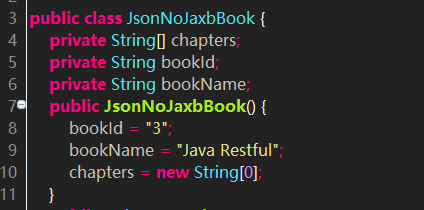 3 public class JsonNoJaxbBook {
4 private String[] chapters;
5 private String bookId;
6 private String bookName;
7 public JsonNoJaxbBook() {
8 bookId = "3";
9 bookName = "Java Restful";
10 chapters = new String[0];
11 }